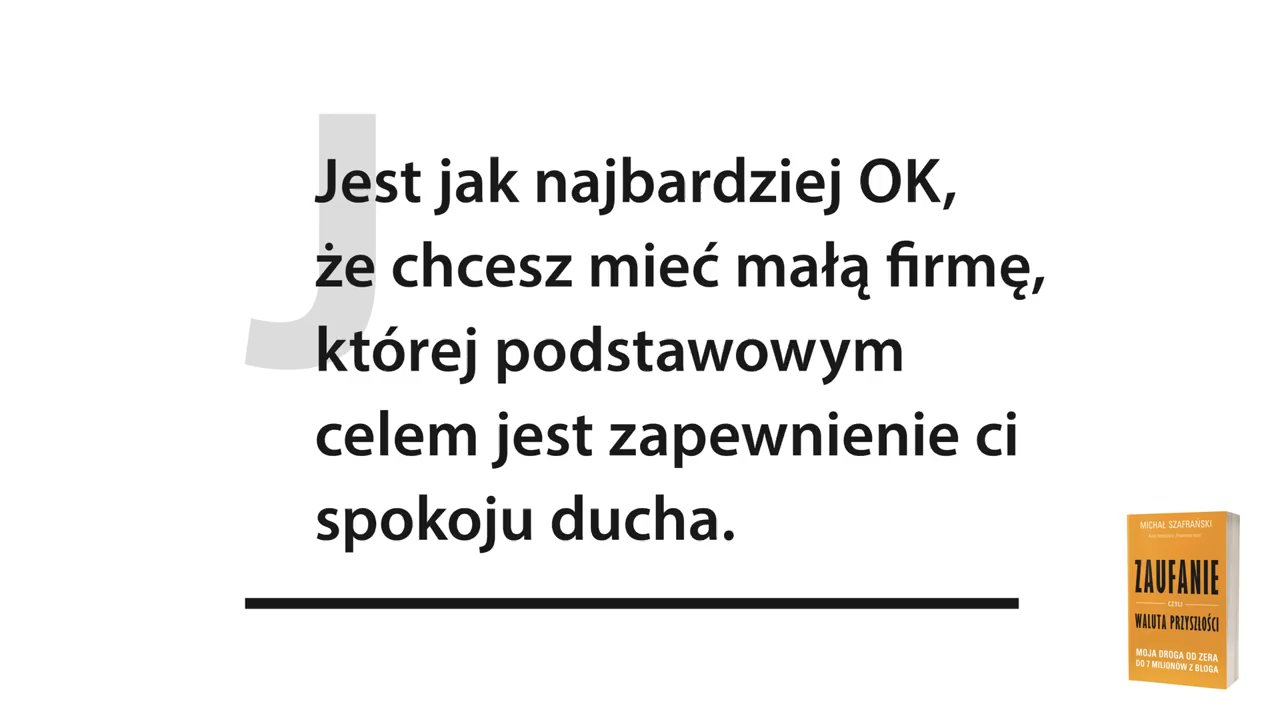 J
Jest jak najbardziej OK,
że chcesz mieć małą firmę,
której podstawowym
celem jest zapewnienie ci
spokoju ducha.
MICHAŁ SZAFRAŃSKI
ZAUFANIE
CZYLI
WALUTA PRZYSZŁOŚCI
MOJA DROGA OD ZERA
DO 7 MILIONÓW Z BLOGA